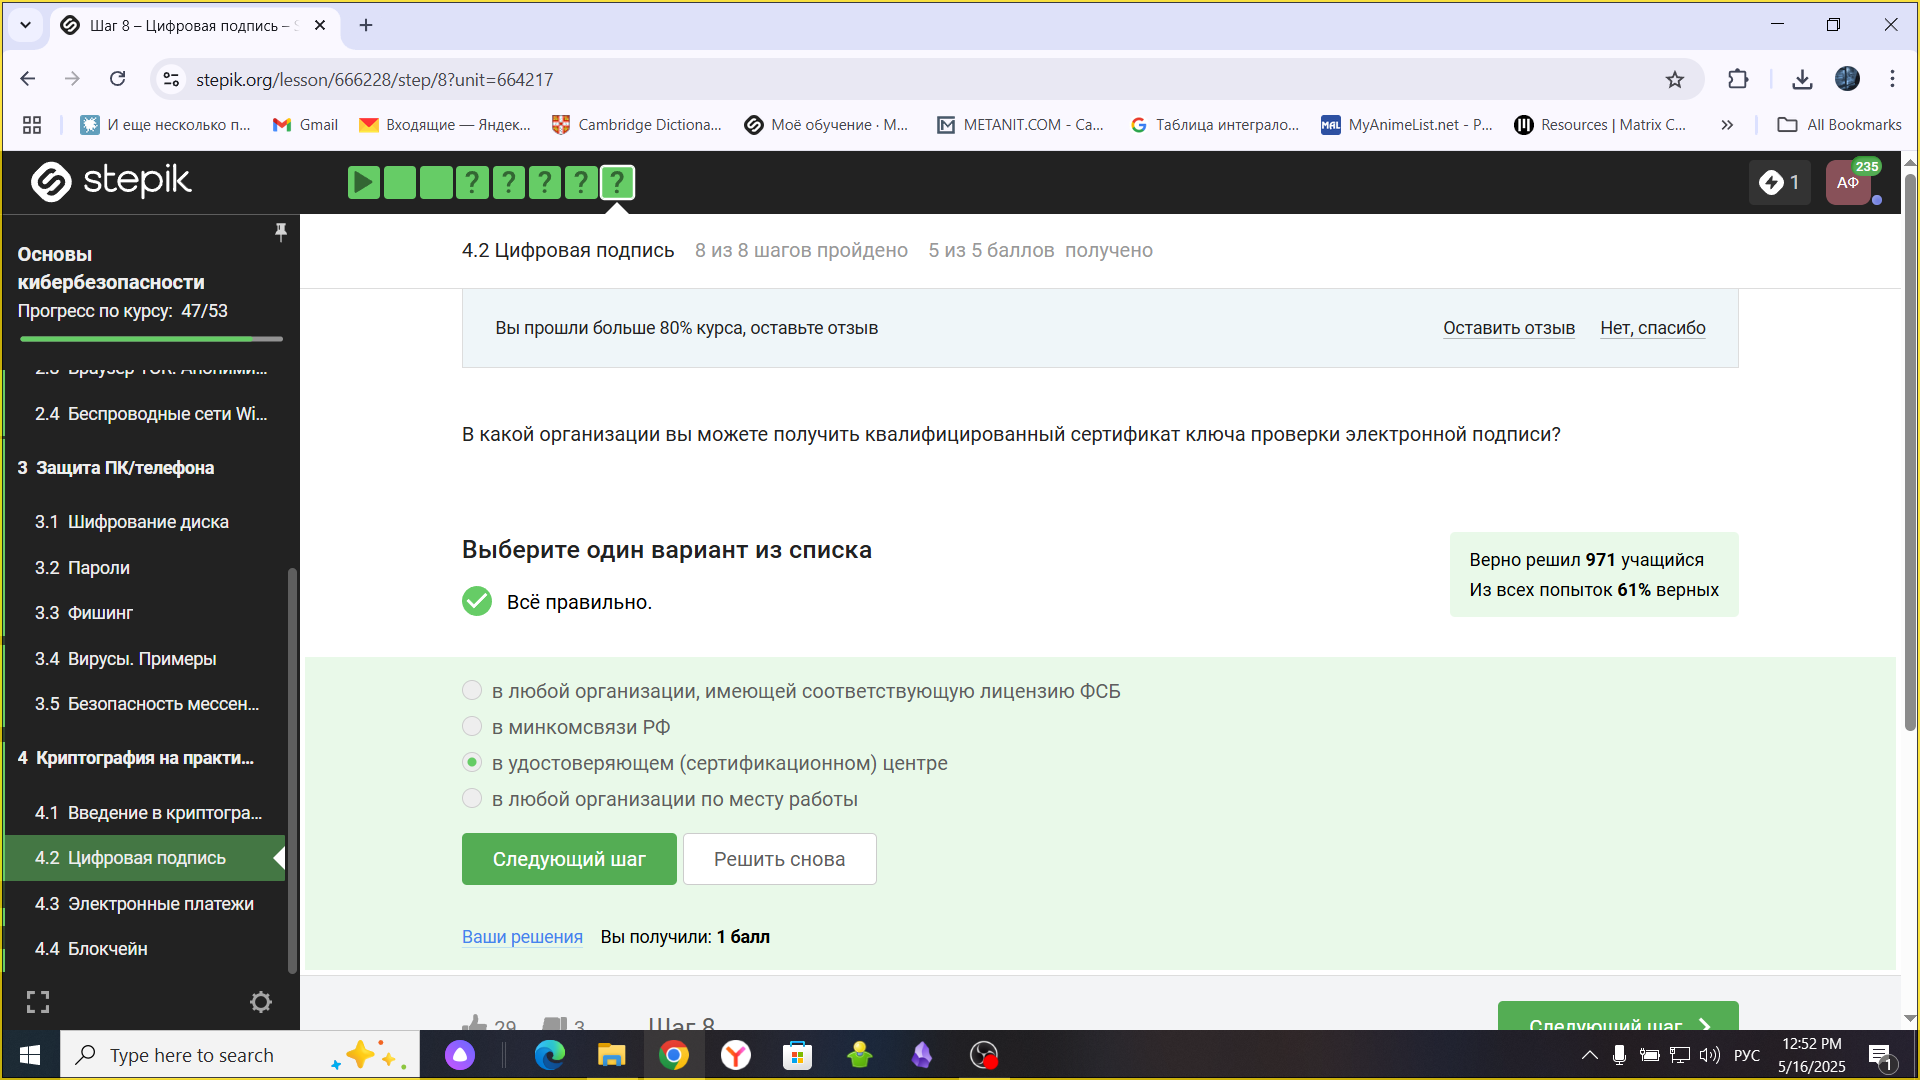 Шаг 8 – Цифровая подпись –
stepik.org/lesson/666228/step/8?unit=664217
И еще несколько п...
Gmail
Входящие — Яндек...
Cambridge Dictiona...
Моё обучение · M...
METANIT.COM - Ca...
Таблица интеграло...
MAL
MyAnimeList.net - P...
Resources | Matrix C...
All Bookmarks
stepik
? ? ? ? ?
1
АФ
235
Основы
кибербезопасности
Прогресс по курсу: 47/53
2.4 Беспроводные сети Wi...
3 Защита ПК/телефона
3.1 Шифрование диска
3.2 Пароли
3.3 Фишинг
3.4 Вирусы. Примеры
3.5 Безопасность мессен...
4 Криптография на практи...
4.1 Введение в криптогра...
4.2 Цифровая подпись
4.3 Электронные платежи
4.4 Блокчейн
4.2 Цифровая подпись 8 из 8 шагов пройдено 5 из 5 баллов получено
Вы прошли больше 80% курса, оставьте отзыв
Оставить отзыв
Нет, спасибо
В какой организации вы можете получить квалифицированный сертификат ключа проверки электронной подписи?
Выберите один вариант из списка
Всё правильно.
Верно решил 971 учащийся
Из всех попыток 61% верных
в любой организации, имеющей соответствующую лицензию ФСБ
в минкомсвязи РФ
в удостоверяющем (сертификационном) центре
в любой организации по месту работы
Следующий шаг
Решить снова
Ваши решения Вы получили: 1 балл
29
3
Шаг 8
Следующий шаг
Type here to search
РУС
12:52 PM
5/16/2025
1